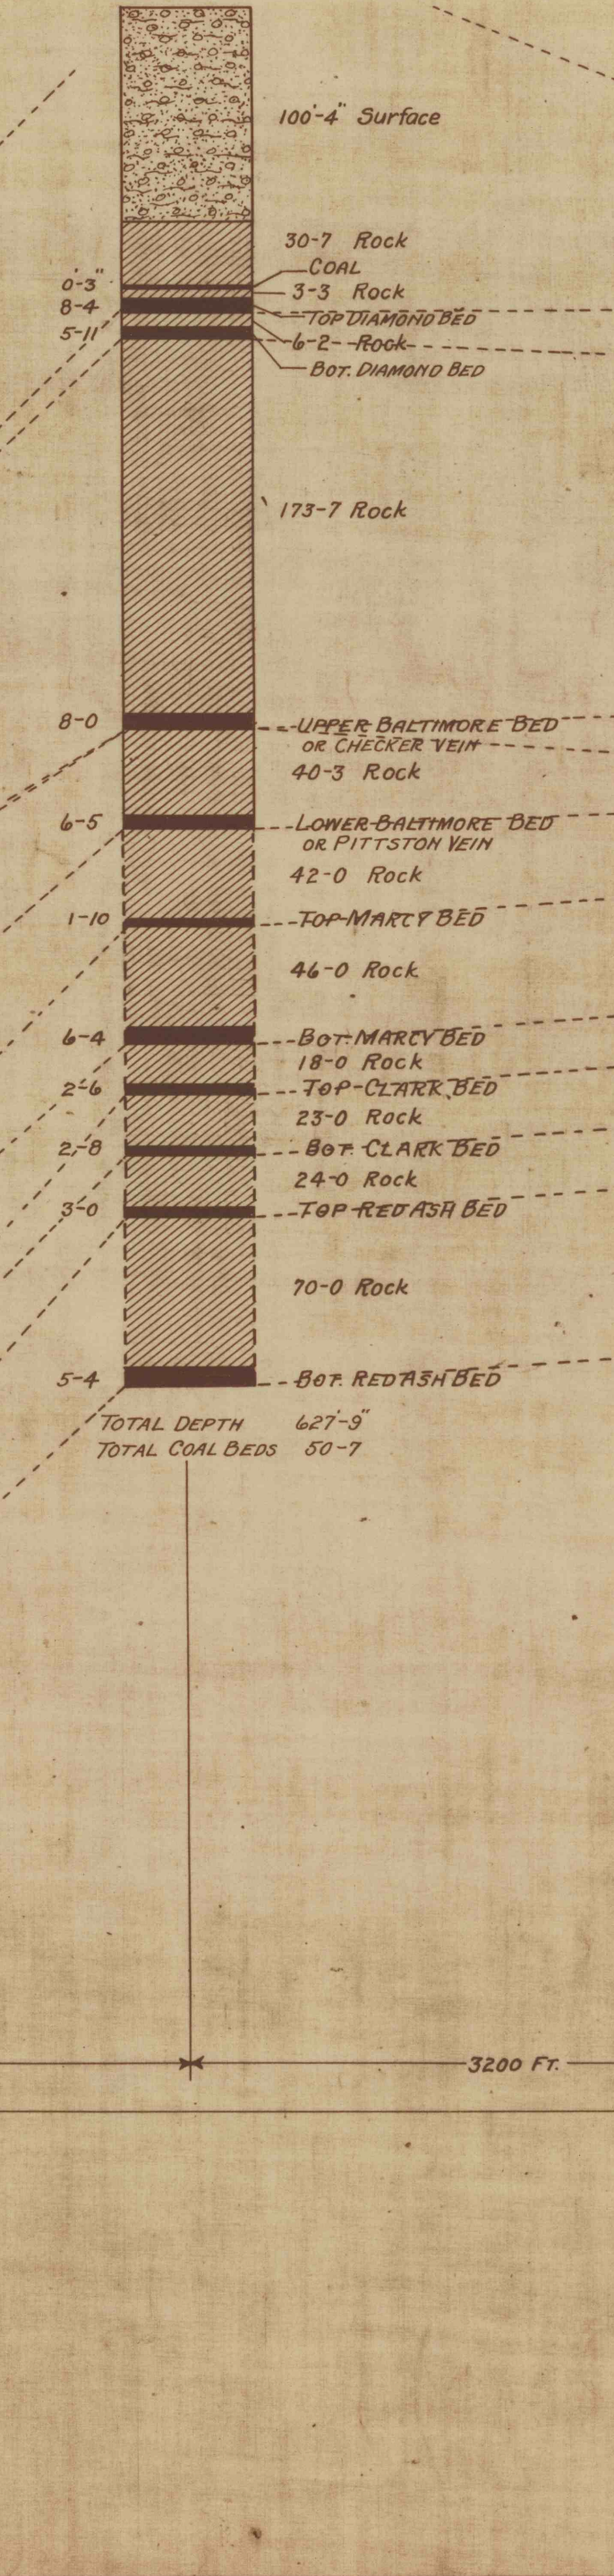 100'-4" Surface
30-7 Rock
COAL
0'-3"
3-3 Rock
8-4
TOP DIAMOND BED
5-11
6-2 Rock
BOT. DIAMOND BED
173-7 Rock
8-0 UPPER BALTIMORE BED
OR CHECKER VEIN
40-3 Rock
6-5 LOWER BALTIMORE BED
OR PITTSTON VEIN
42-0 Rock
1-10 TOP MARCY BED
46-0 Rock
6-4 BOT. MARCY BED
18-0 Rock
2-6 TOP CLARK BED
23-0 Rock
2-8 BOT. CLARK BED
24-0 Rock
3-0 TOP RED ASH BED
70-0 Rock
5-4 BOT. RED ASH BED
TOTAL DEPTH 627'-9"
TOTAL COAL BEDS 50-7
3200 FT.